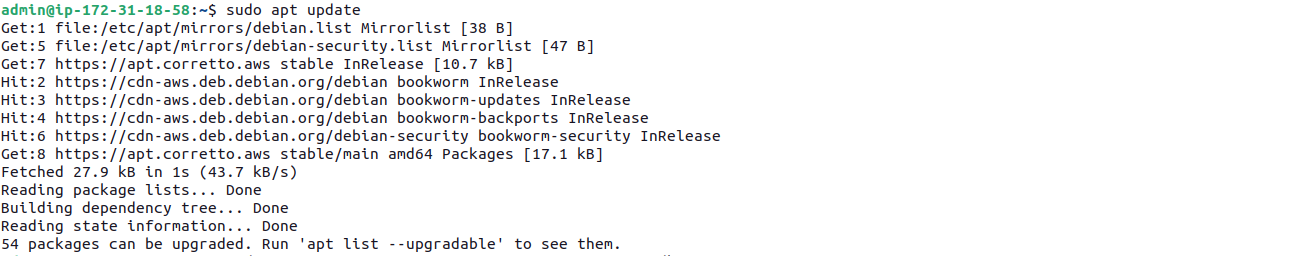 admin@ip-172-31-18-58:~$ sudo apt update
Get:1 file:/etc/apt/mirrors/debian.list Mirrorlist [38 B]
Get:5 file:/etc/apt/mirrors/debian-security.list Mirrorlist [47 B]
Get:7 https://apt.corretto.aws stable InRelease [10.7 kB]
Hit:2 https://cdn-aws.deb.debian.org/debian bookworm InRelease
Hit:3 https://cdn-aws.deb.debian.org/debian bookworm-updates InRelease
Hit:4 https://cdn-aws.deb.debian.org/debian bookworm-backports InRelease
Hit:6 https://cdn-aws.deb.debian.org/debian-security bookworm-security InRelease
Get:8 https://apt.corretto.aws stable/main amd64 Packages [17.1 kB]
Fetched 27.9 kB in 1s (43.7 kB/s)
Reading package lists... Done
Building dependency tree... Done
Reading state information... Done
54 packages can be upgraded. Run 'apt list --upgradable' to see them.